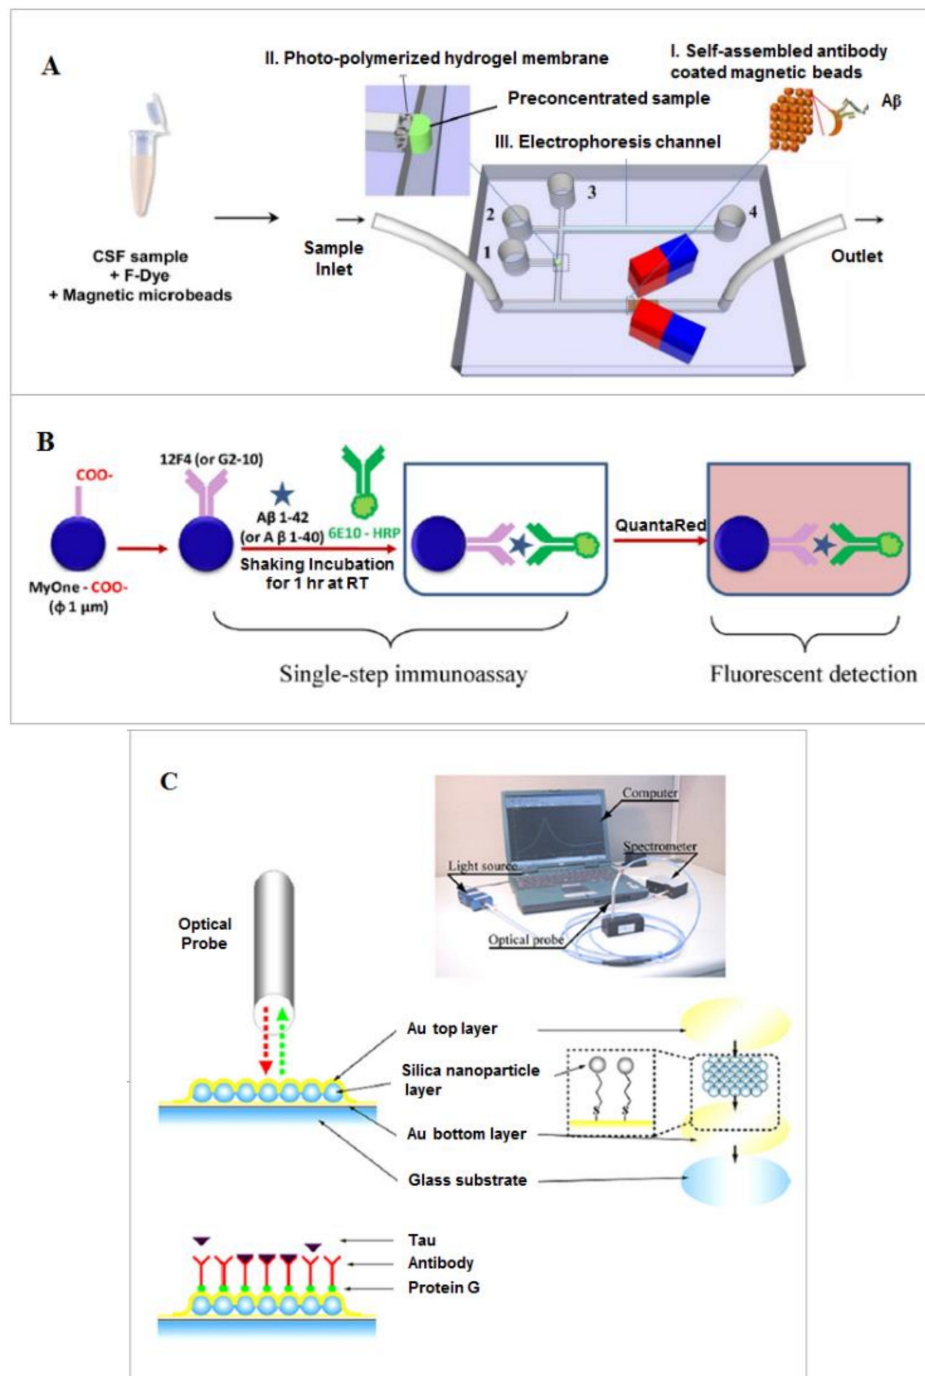 A
II. Photo-polymerized hydrogel membrane
Preconcentrated sample
III. Electrophoresis channel
I. Self-assembled antibody
coated magnetic beads
Aβ
3
2
4
1
Sample
Inlet
Outlet
CSF sample
+ F-Dye
+ Magnetic microbeads
B
COO-
12F4 (or G2-10)
Aβ 1-42
(or A β 1-40)
6E10 - HRP
Shaking Incubation
for 1 hr at RT
QuantaRed
MyOne - COO-
(ϕ 1 μm)
Single-step immunoassay
Fluorescent detection
C
Computer
Spectrometer
Light source
Optical probe
Optical
Probe
Au top layer
Silica nanoparticle
layer
S S
Au bottom layer
Glass substrate
Tau
Antibody
Protein G